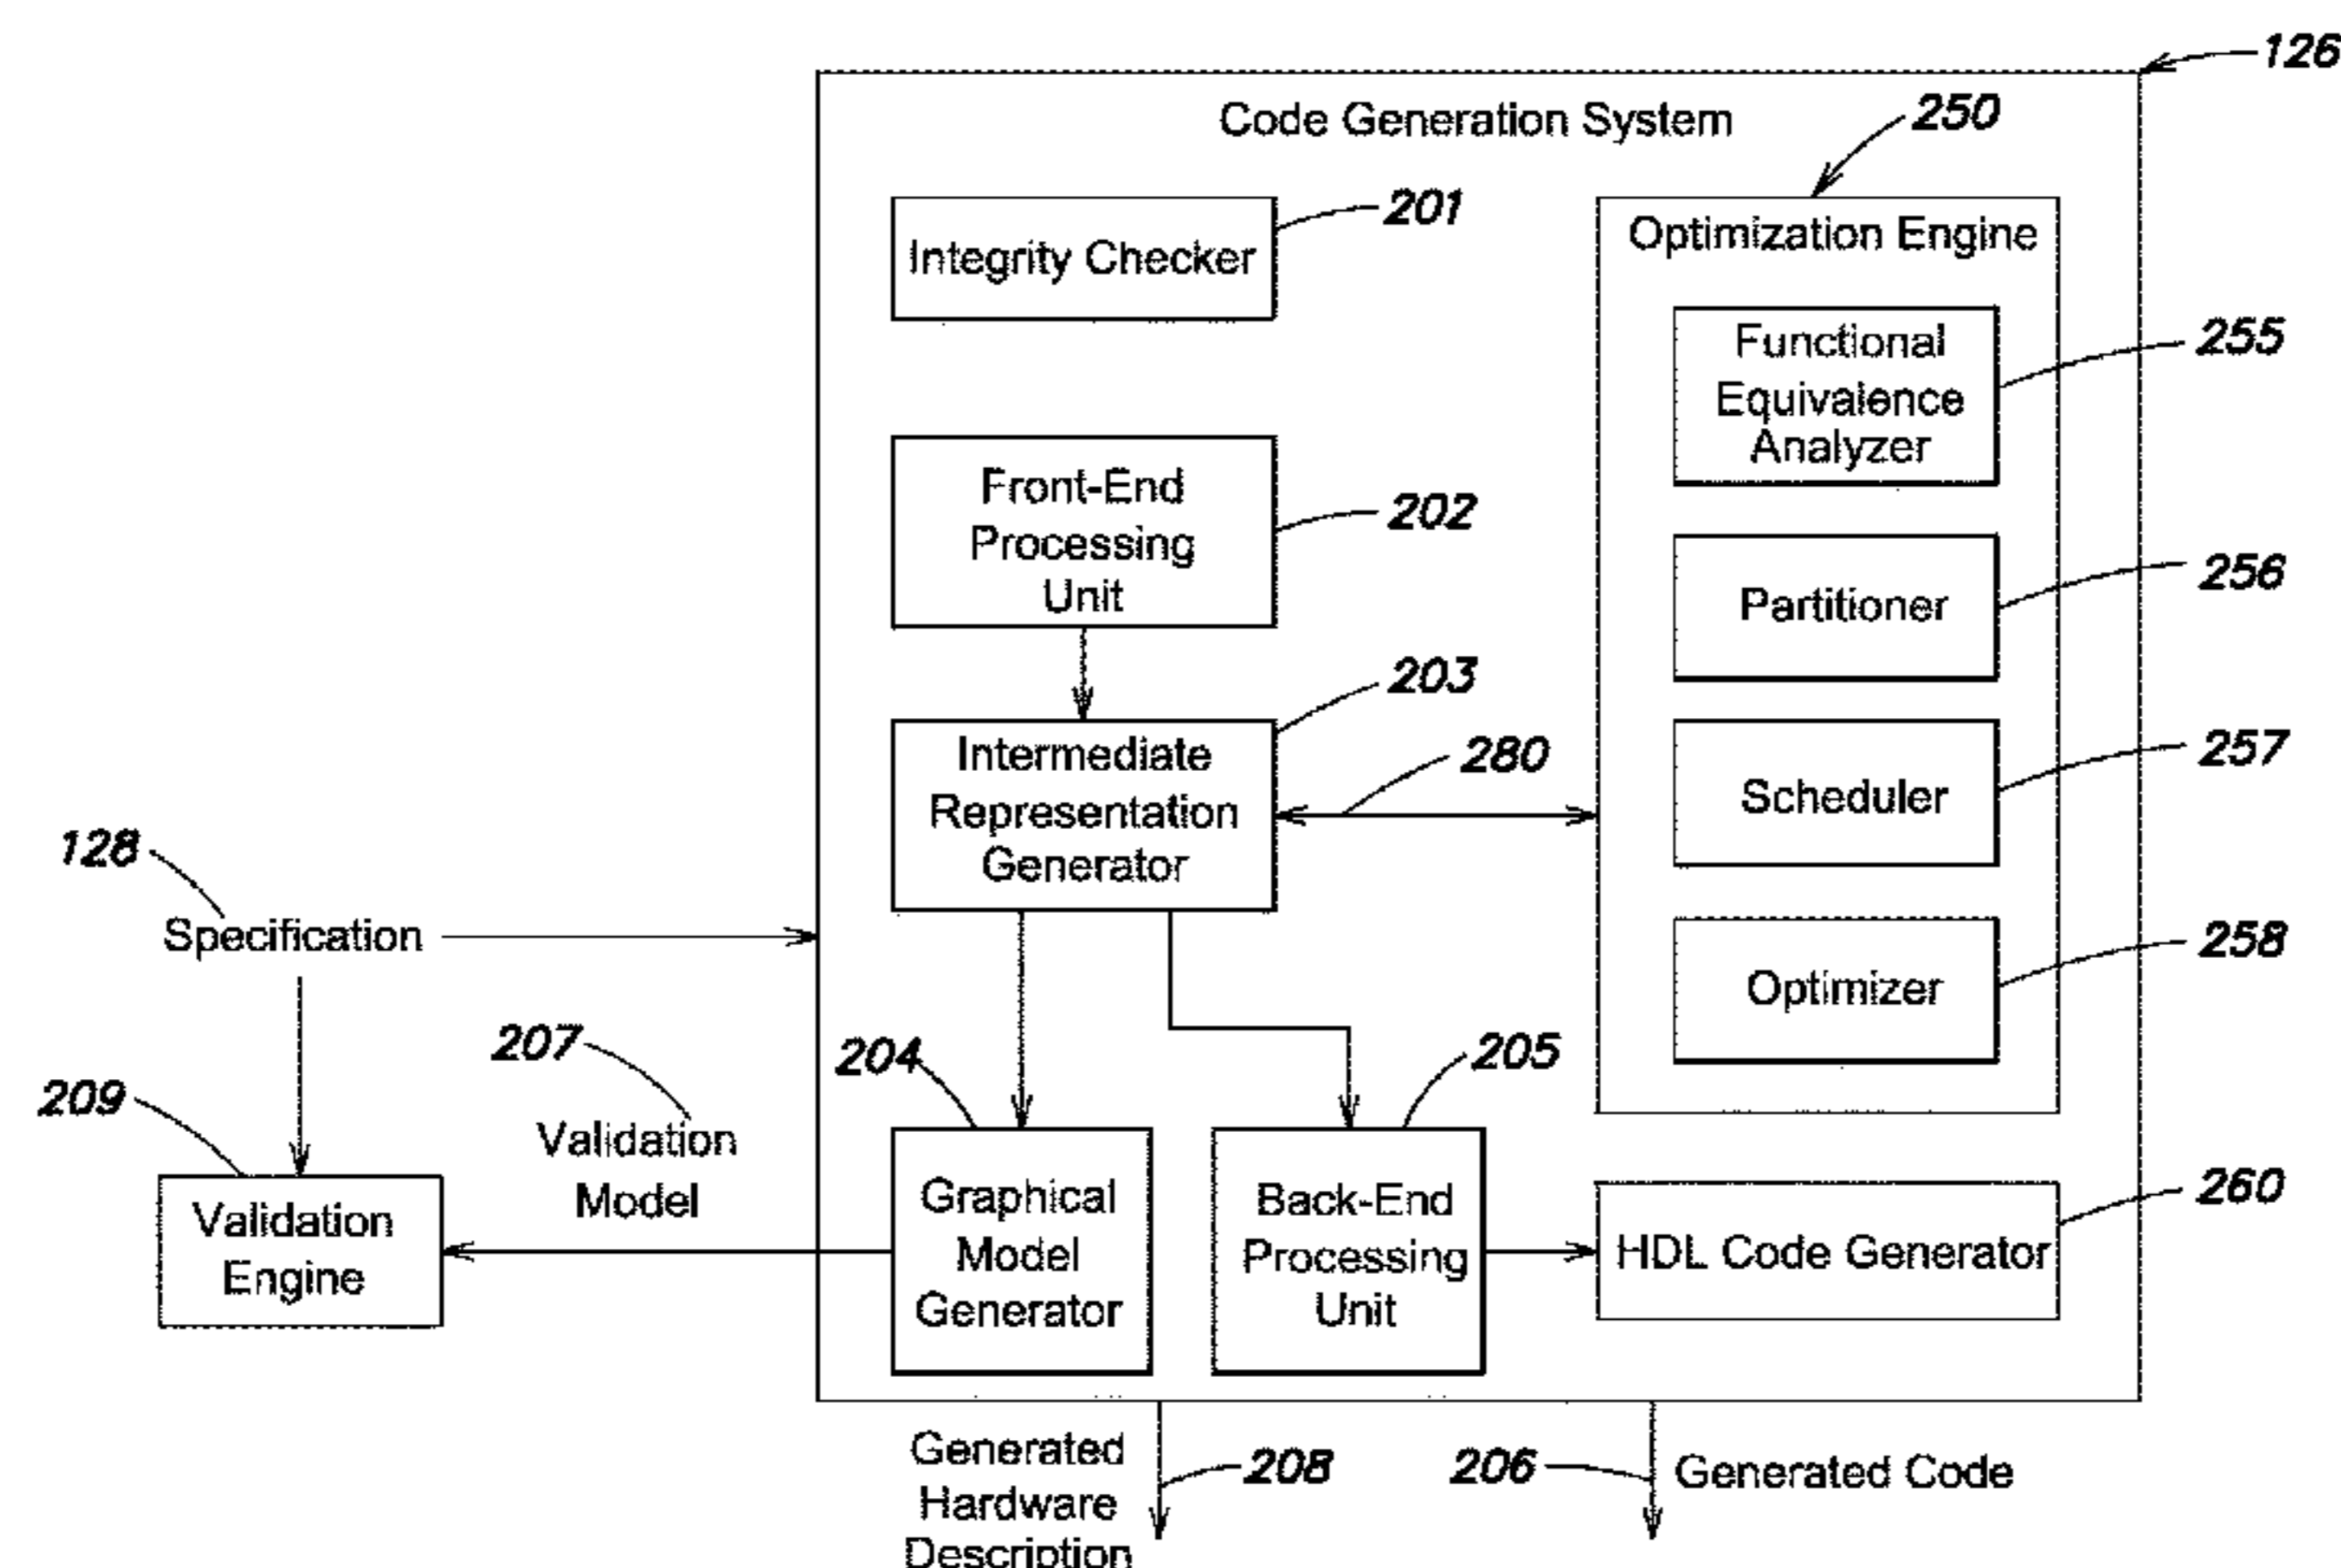 126
Code Generation System
250
Integrity Checker
201
Optimization Engine
Functional
Equivalence
Analyzer
255
Front-End
Processing
Unit
202
Partitioner
256
203
Intermediate
Representation
Generator
280
Scheduler
257
128
Specification
Optimizer
258
207
Validation
Model
204
205
209
Validation
Engine
Graphical
Model
Generator
Back-End
Processing
Unit
HDL Code Generator
260
Generated
Hardware
Description
208
206
Generated Code